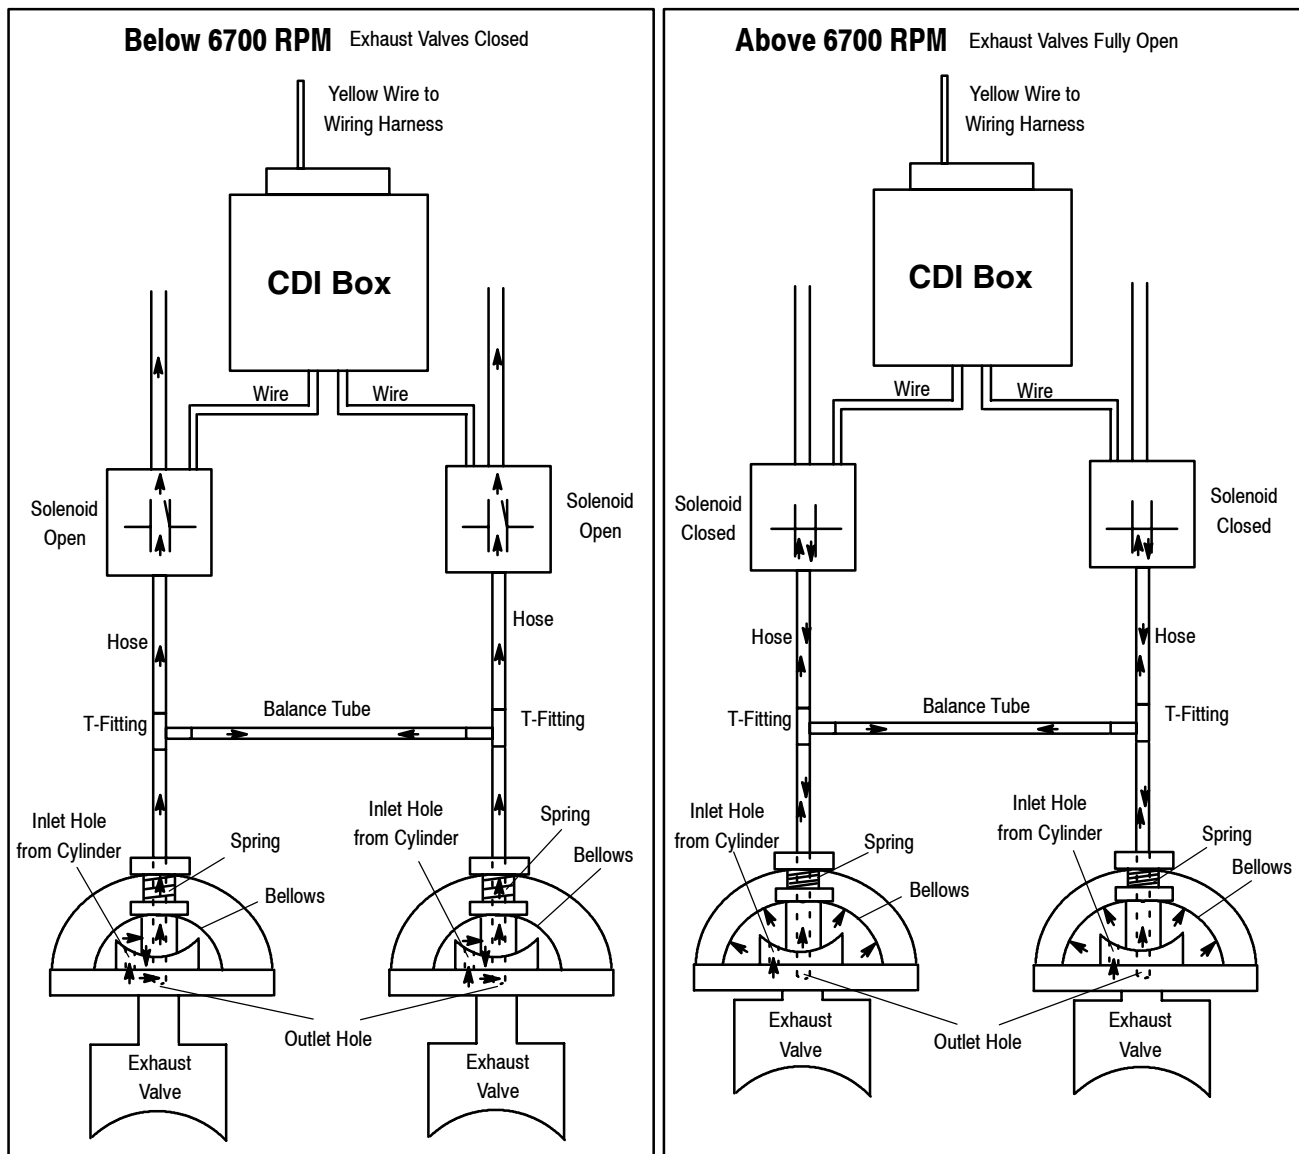 Below 6700 RPM Exhaust Valves Closed
Yellow Wire to
Wiring Harness
CDI Box
Wire
Wire
Solenoid
Open
Solenoid
Open
Hose
Hose
T-Fitting
Balance Tube
T-Fitting
Inlet Hole
from Cylinder
Spring
Bellows
Inlet Hole
from Cylinder
Spring
Bellows
Outlet Hole
Exhaust
Valve
Exhaust
Valve
Above 6700 RPM Exhaust Valves Fully Open
Yellow Wire to
Wiring Harness
CDI Box
Wire
Wire
Solenoid
Closed
Solenoid
Closed
Hose
Hose
T-Fitting
Balance Tube
T-Fitting
Inlet Hole
from Cylinder
Spring
Bellows
Inlet Hole
from Cylinder
Spring
Bellows
Outlet Hole
Exhaust
Valve
Exhaust
Valve